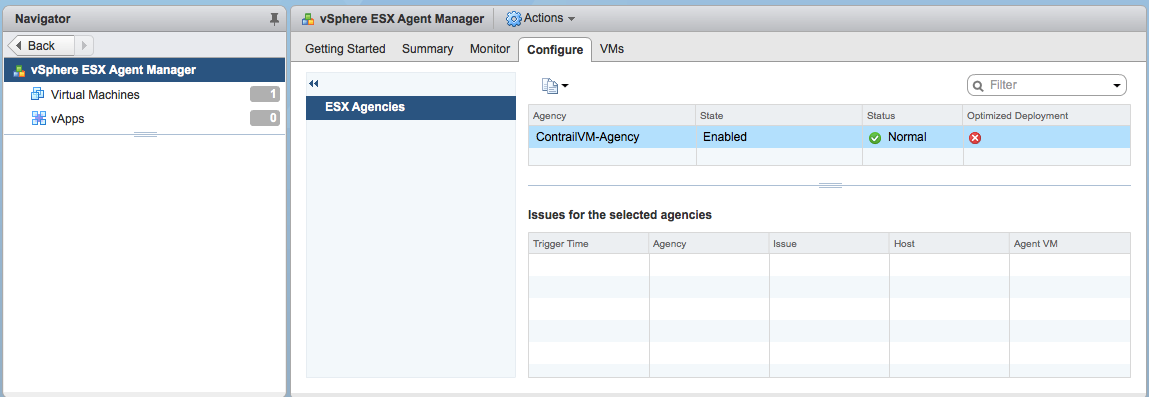 Navigator
Back
vSphere ESX Agent Manager
Virtual Machines 1
vApps 0
vSphere ESX Agent Manager Actions
Getting Started Summary Monitor Configure VMs
ESX Agencies
Filter
Agency State Status Optimized Deployment
ContrailVM-Agency Enabled Normal
Issues for the selected agencies
Trigger Time Agency Issue Host Agent VM